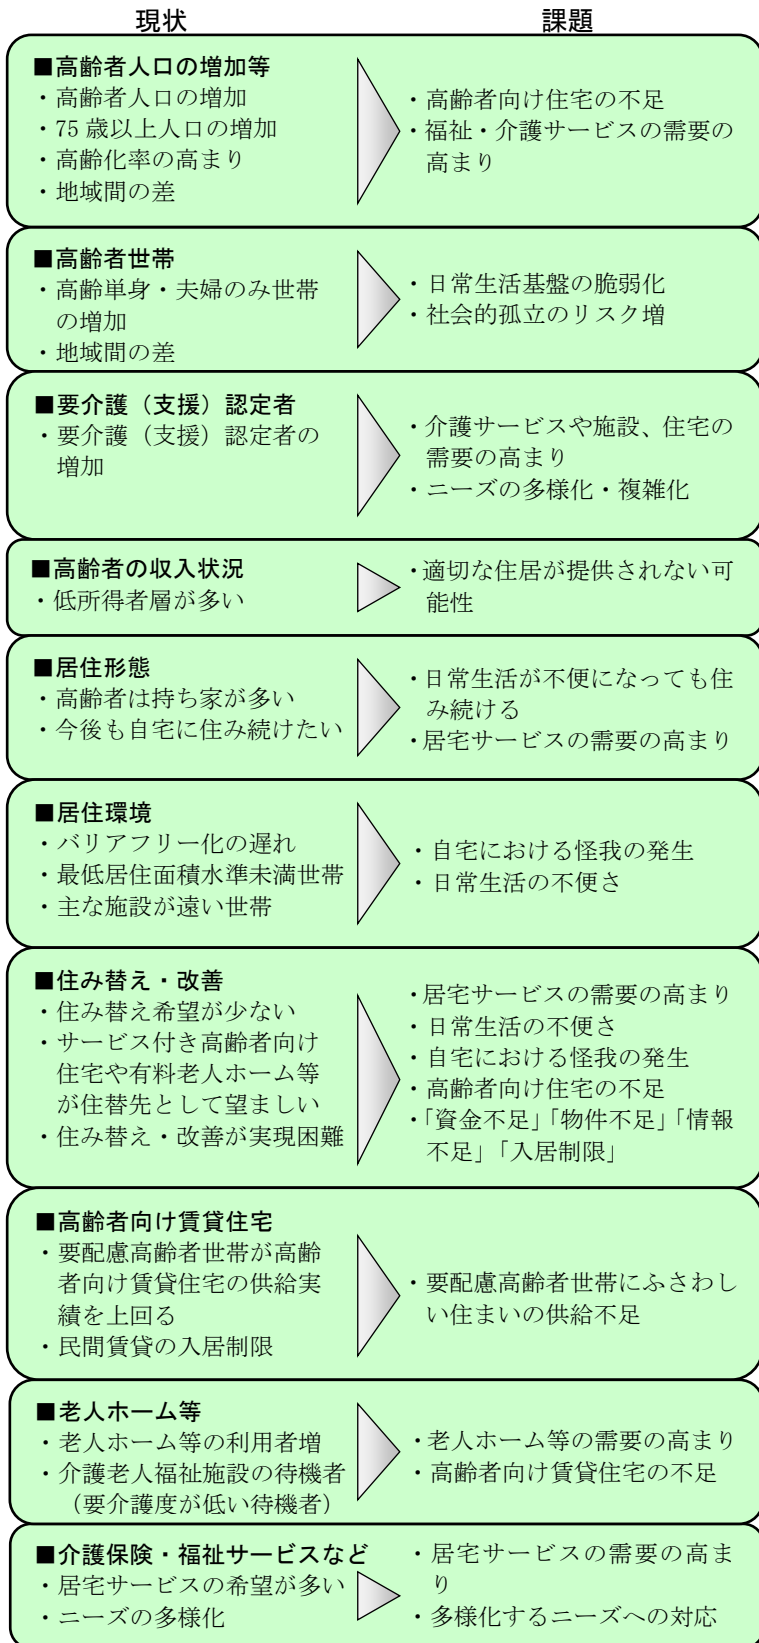 現状
課題
■高齢者人口の増加等
・高齢者人口の増加
・75 歳以上人口の増加
・高齢化率の高まり
・地域間の差
・高齢者向け住宅の不足
・福祉・介護サービスの需要の
高まり
■高齢者世帯
・高齢単身・夫婦のみ世帯
の増加
・地域間の差
・日常生活基盤の脆弱化
・社会的孤立のリスク増
■要介護（支援）認定者
・要介護（支援）認定者の
増加
・介護サービスや施設、住宅の
需要の高まり
・ニーズの多様化・複雑化
■高齢者の収入状況
・低所得者層が多い
・適切な住居が提供されない可
能性
■居住形態
・高齢者は持ち家が多い
・今後も自宅に住み続けたい
・日常生活が不便になっても住
み続ける
・居宅サービスの需要の高まり
■居住環境
・バリアフリー化の遅れ
・最低居住面積水準未満世帯
・主な施設が遠い世帯
・自宅における怪我の発生
・日常生活の不便さ
■住み替え・改善
・住み替え希望が少ない
・サービス付き高齢者向け
住宅や有料老人ホーム等
が住替先として望ましい
・住み替え・改善が実現困難
・居宅サービスの需要の高まり
・日常生活の不便さ
・自宅における怪我の発生
・高齢者向け住宅の不足
・「資金不足」「物件不足」「情報
不足」「入居制限」
■高齢者向け賃貸住宅
・要配慮高齢者世帯が高齢
者向け賃貸住宅の供給実
績を上回る
・民間賃貸の入居制限
・要配慮高齢者世帯にふさわし
い住まいの供給不足
■老人ホーム等
・老人ホーム等の利用者増
・介護老人福祉施設の待機者
（要介護度が低い待機者）
・老人ホーム等の需要の高まり
・高齢者向け賃貸住宅の不足
■介護保険・福祉サービスなど
・居宅サービスの希望が多い
・ニーズの多様化
・居宅サービスの需要の高ま
り
・多様化するニーズへの対応